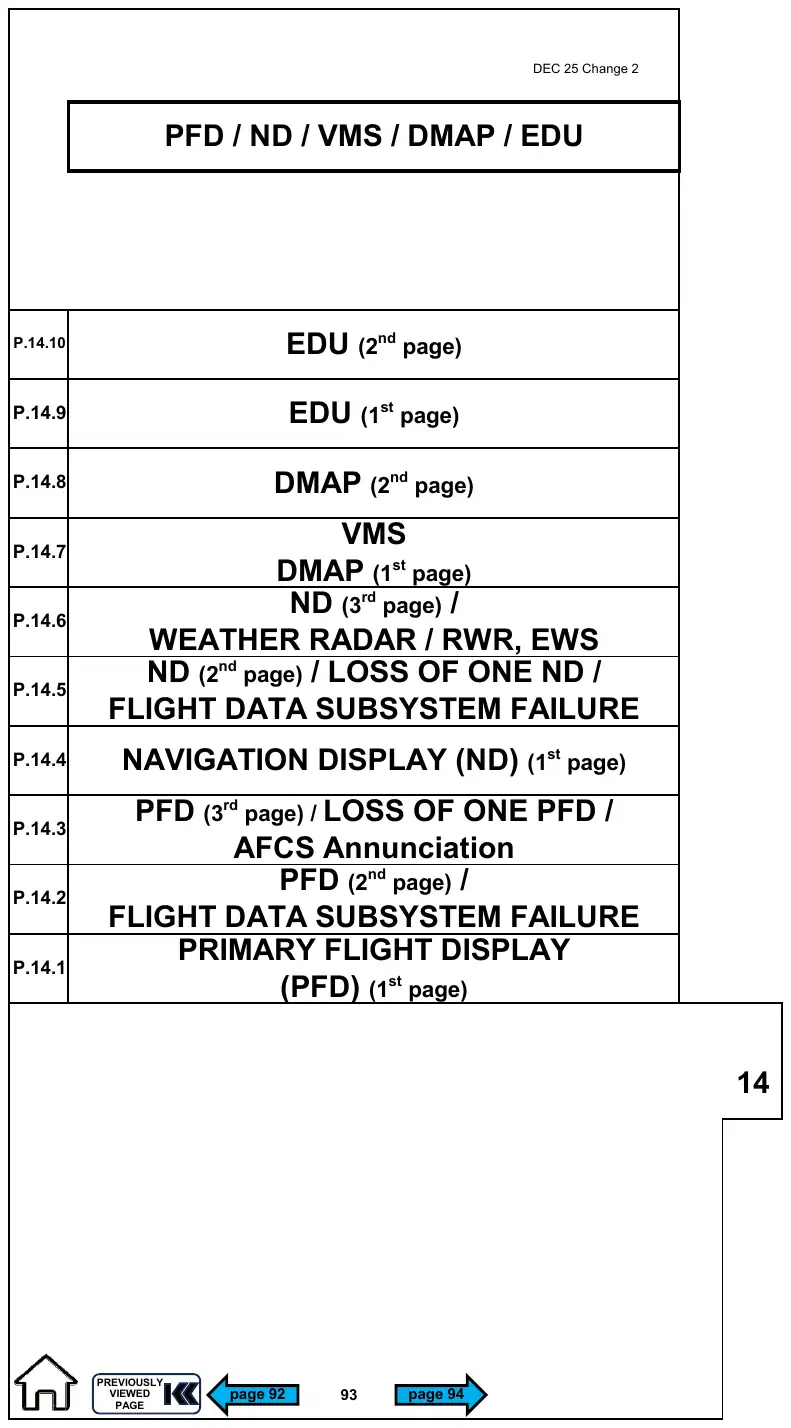 DEC 25 Change 2
PFD / ND / VMS / DMAP / EDU
P.14.10 EDU (2nd page)
P.14.9 EDU (1st page)
P.14.8 DMAP (2nd page)
P.14.7 VMS
DMAP (1st page)
P.14.6 ND (3rd page) /
WEATHER RADAR / RWR, EWS
P.14.5 ND (2nd page) / LOSS OF ONE ND /
FLIGHT DATA SUBSYSTEM FAILURE
P.14.4 NAVIGATION DISPLAY (ND) (1st page)
P.14.3 PFD (3rd page) / LOSS OF ONE PFD /
AFCS Annunciation
P.14.2 PFD (2nd page) /
FLIGHT DATA SUBSYSTEM FAILURE
P.14.1 PRIMARY FLIGHT DISPLAY
(PFD) (1st page)
14
PREVIOUSLY
VIEWED
PAGE
page 92
93
page 94